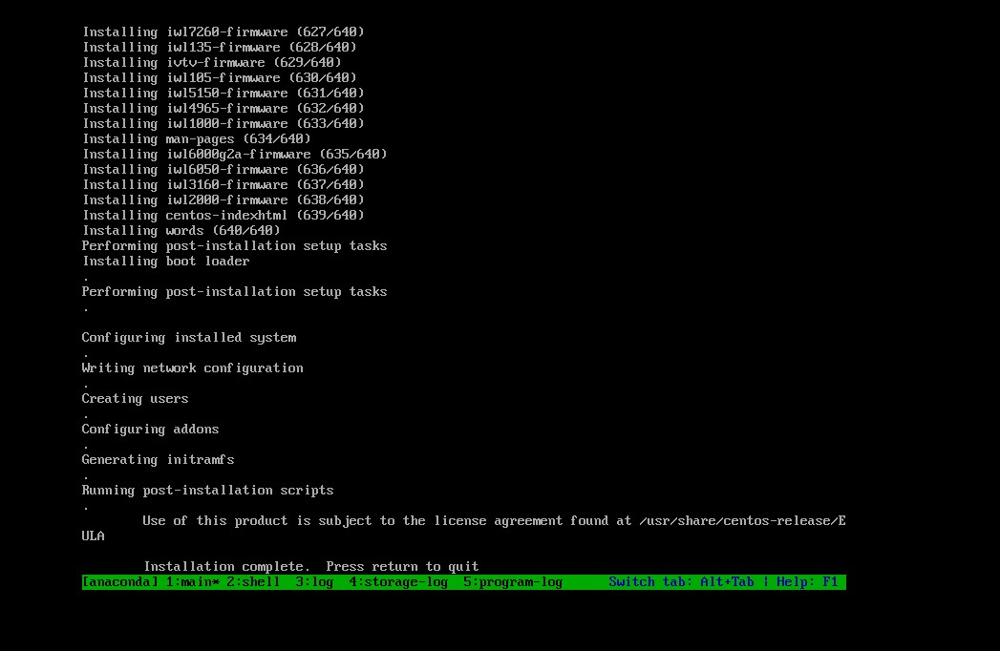 Installing iwl7260-firmware (627/640)
Installing iwl135-firmware (628/640)
Installing ivtv-firmware (629/640)
Installing iwl105-firmware (630/640)
Installing iwl5150-firmware (631/640)
Installing iwl4965-firmware (632/640)
Installing iwl1000-firmware (633/640)
Installing man-pages (634/640)
Installing iwl6000g2a-firmware (635/640)
Installing iwl6050-firmware (636/640)
Installing iwl3160-firmware (637/640)
Installing iwl2000-firmware (638/640)
Installing centos-indexhtml (639/640)
Installing words (640/640)
Performing post-installation setup tasks
Installing boot loader
.
Performing post-installation setup tasks
.
Configuring installed system
.
Writing network configuration
.
Creating users
.
Configuring addons
.
Generating initramfs
.
Running post-installation scripts
.
Use of this product is subject to the license agreement found at /usr/share/centos-release/E
ULA
Installation complete.  Press return to quit
[anaconda] 1:main* 2:shell  3:log  4:storage-log  5:program-log      Switch tab: Alt+Tab | Help: F1